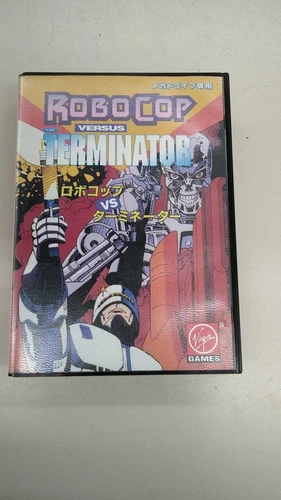 メガドライブ専用
ROBOCOP
VERSUS
THE
TERMINATOR
ロボコップ
VS
ターミネーター
Virgin
GAMES